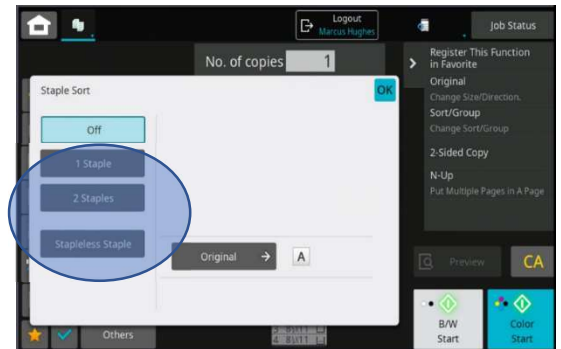 Logout
Marcus Hughes
Job Status
No. of copies 1
Register This Function
in Favorite
Original
Change Size/Direction.
Sort/Group
Change Sort/Group
2-Sided Copy
N-Up
Put Multiple Pages in A Page
Staple Sort
OK
Off
1 Staple
2 Staples
Stapleless Staple
Original
A
Preview
CA
Others
B/W
Start
Color
Start